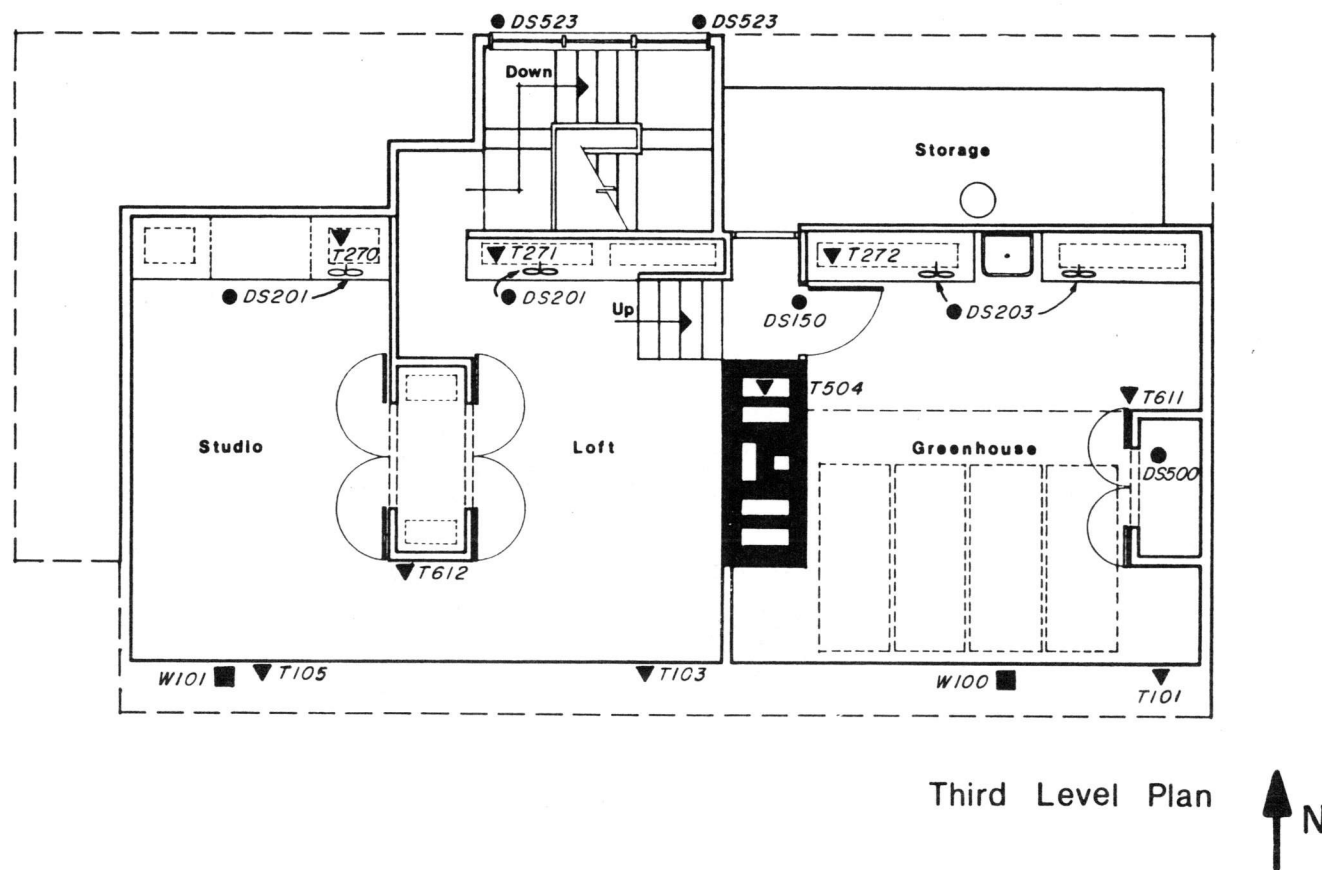 DS523
DS523
Down
Storage
T270
T271
T272
DS201
DS201
Up
DS150
DS203
T504
T611
Studio
Loft
Greenhouse
DS500
T612
W101
T105
T103
W100
T101
Third Level Plan
N